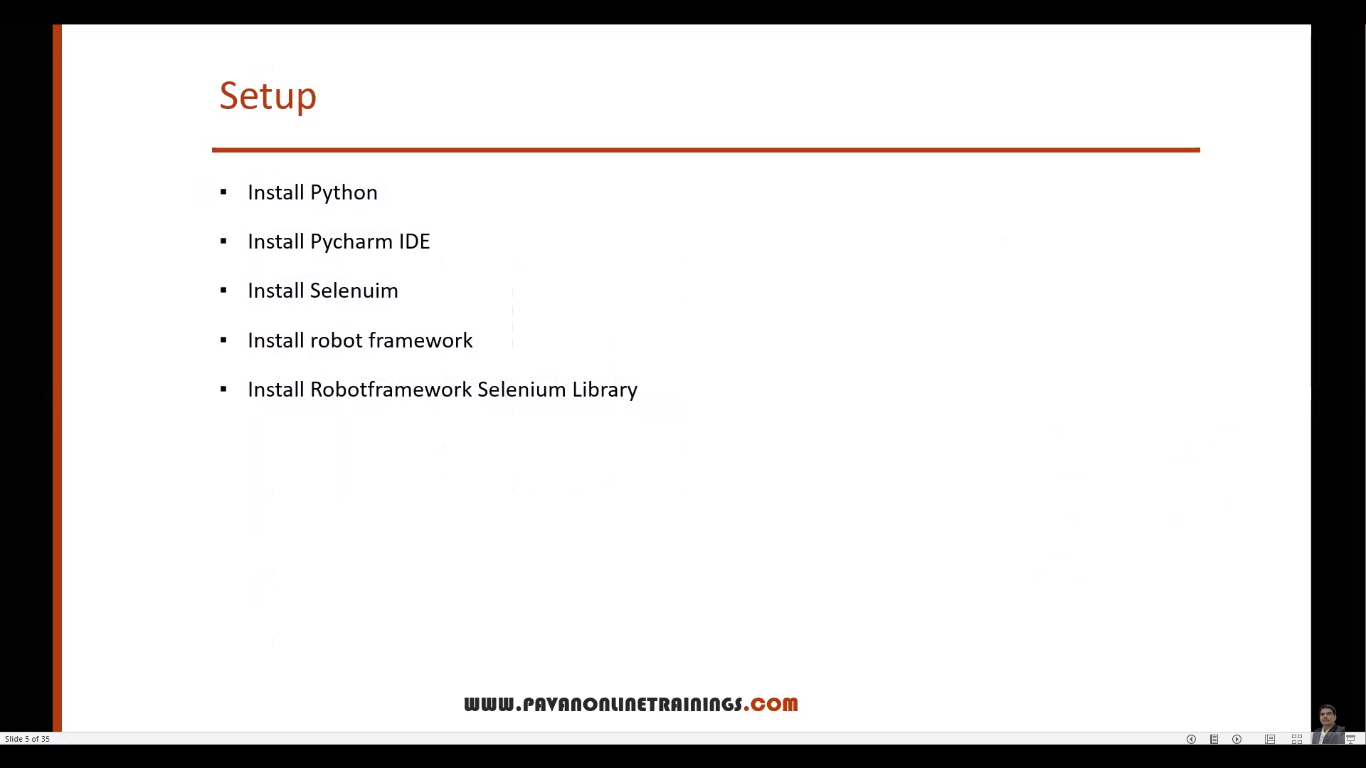 Setup
▪ Install Python
▪ Install Pycharm IDE
▪ Install Selenuim
▪ Install robot framework
▪ Install Robotframework Selenium Library
WWW.PAVANONLINETRAININGS.COM
Slide 5 of 35